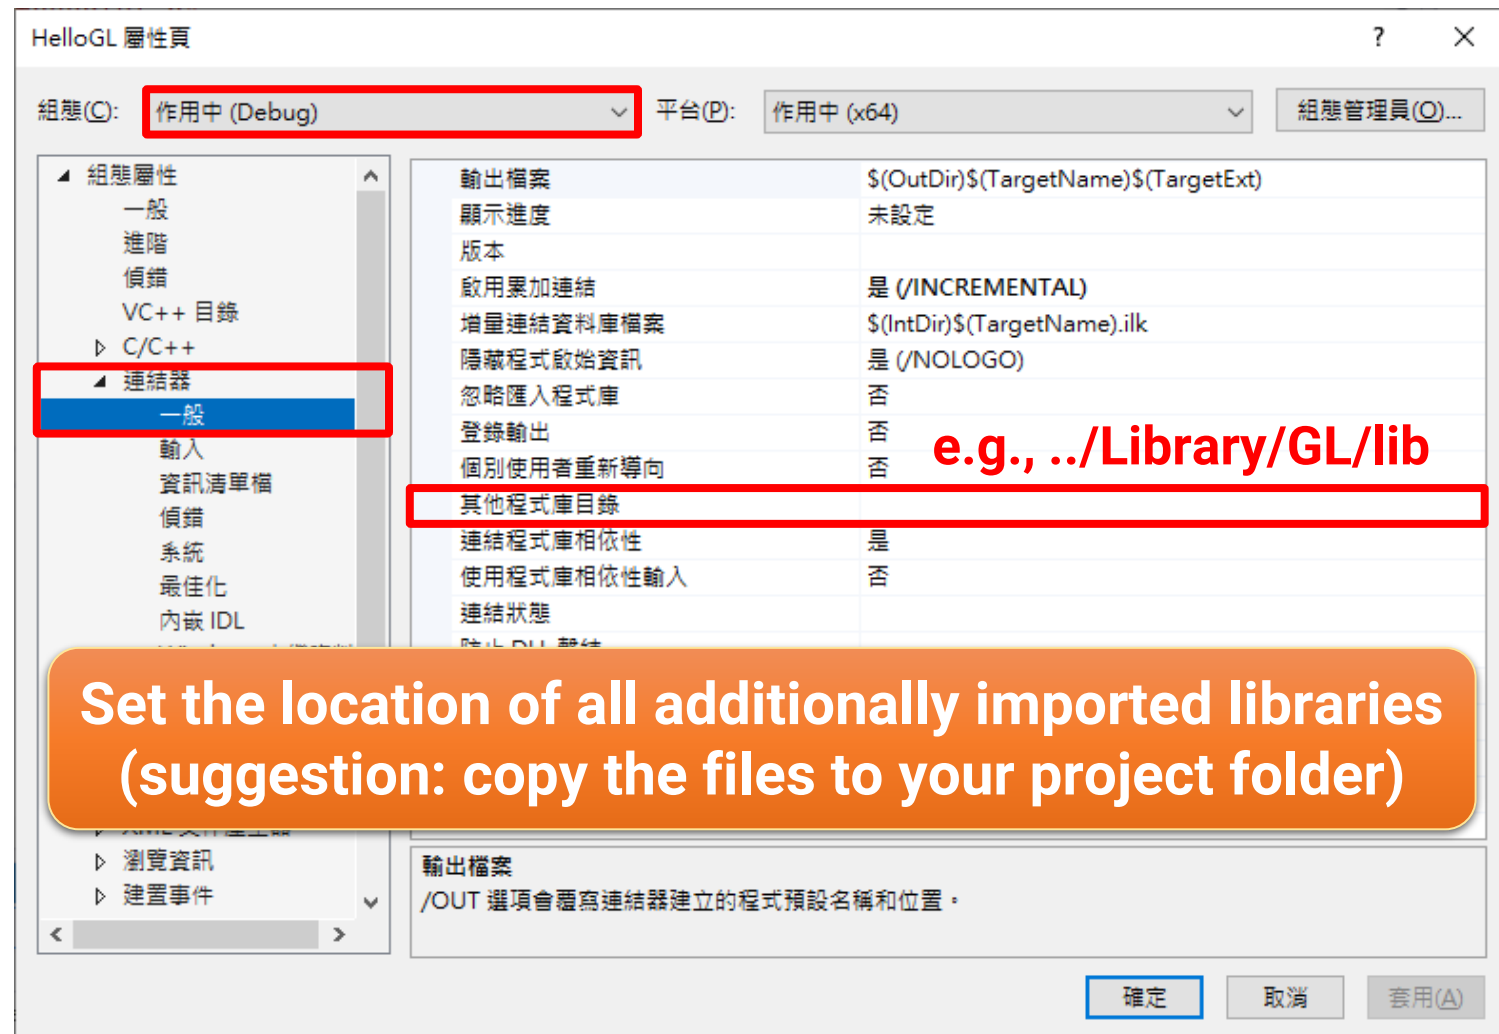 HelloGL 屬性頁
?
組態(C):
作用中 (Debug)
平台(P):
作用中 (x64)
組態管理員(O)...
組態屬性
一般
進階
偵錯
VC++ 目錄
C/C++
連結器
一般
輸入
資訊清單檔
偵錯
系統
最佳化
內嵌 IDL
瀏覽資訊
建置事件
輸出檔案 $(OutDir)$(TargetName)$(TargetExt)
顯示進度 未設定
版本
啟用累加連結 是 (/INCREMENTAL)
增量連結資料庫檔案 $(IntDir)$(TargetName).ilk
隱藏程式啟始資訊 是 (/NOLOGO)
忽略匯入程式庫 否
登錄輸出 否
個別使用者重新導向 否
e.g., ../Library/GL/lib
其他程式庫目錄
連結程式庫相依性 是
使用程式庫相依性輸入 否
連結狀態
Set the location of all additionally imported libraries
(suggestion: copy the files to your project folder)
輸出檔案
/OUT 選項會覆寫連結器建立的程式預設名稱和位置。
確定
取消
套用(A)